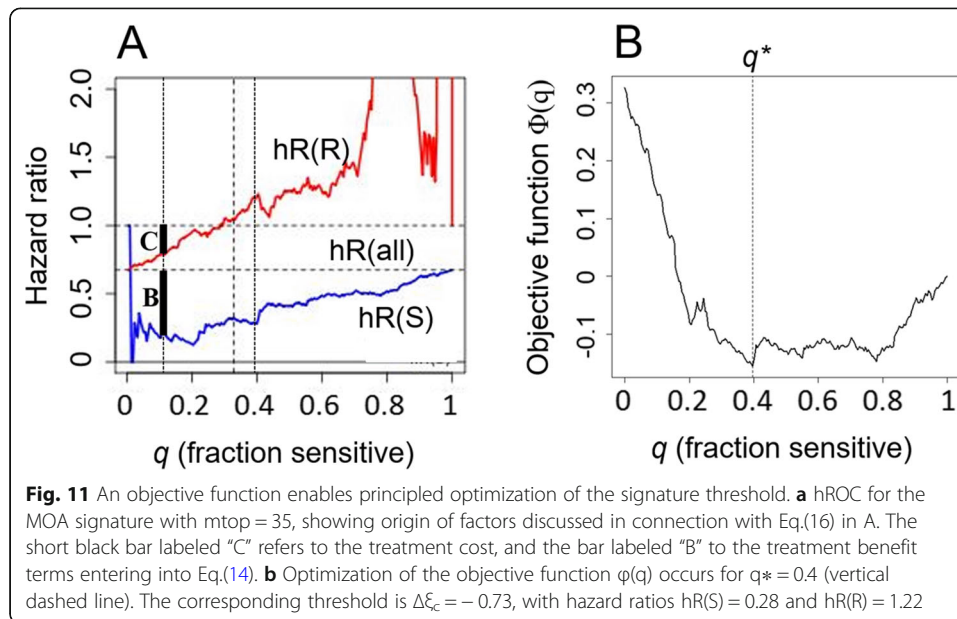 A
Hazard ratio
2.0
1.5
1.0
0.5
0
hR(R)
C
hR(all)
B
hR(S)
0 0.2 0.4 0.6 0.8 1
q (fraction sensitive)
B
q*
Objective function Φ(q)
0.3
0.2
0.1
0
-0.1
0 0.2 0.4 0.6 0.8 1
q (fraction sensitive)
Fig. 11 An objective function enables principled optimization of the signature threshold. a hROC for the
MOA signature with mtop = 35, showing origin of factors discussed in connection with Eq.(16) in A. The
short black bar labeled “C” refers to the treatment cost, and the bar labeled “B” to the treatment benefit
terms entering into Eq.(14). b Optimization of the objective function φ(q) occurs for q∗ = 0.4 (vertical
dashed line). The corresponding threshold is Δξc = − 0.73, with hazard ratios hR(S) = 0.28 and hR(R) = 1.22